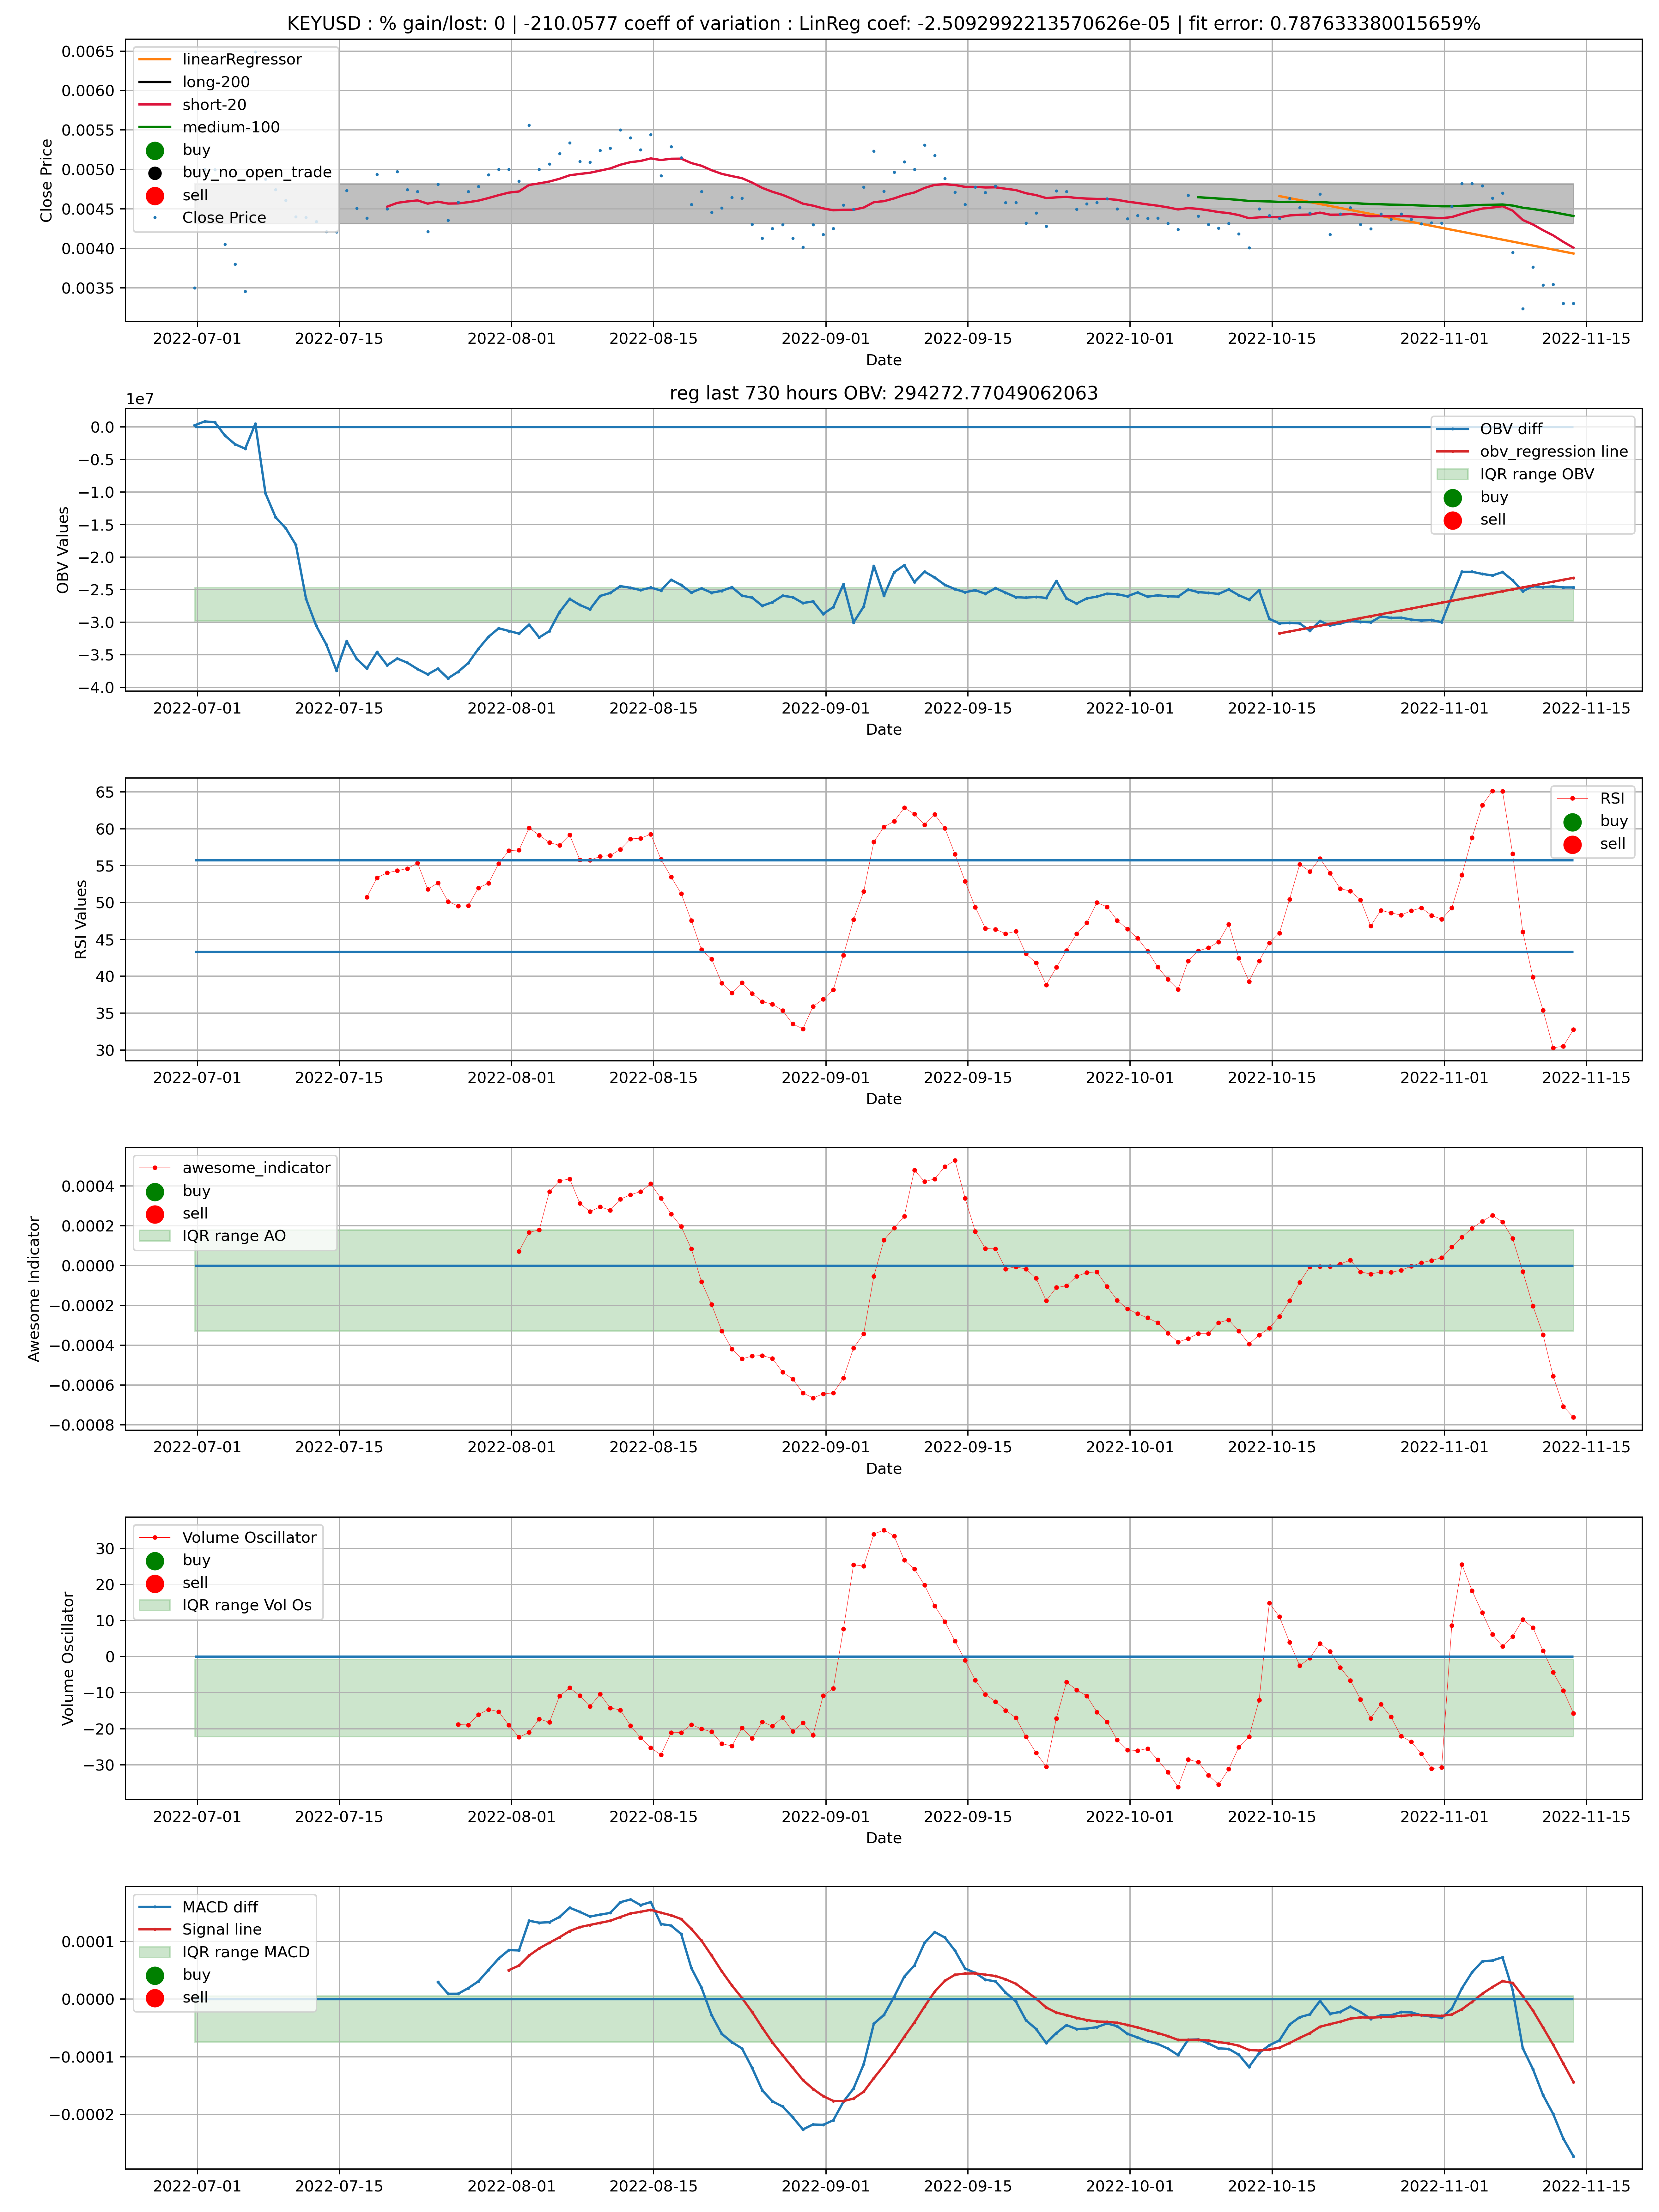 KEYUSD : % gain/lost: 0 | -210.0577 coeff of variation : LinReg coef: -2.5092992213570626e-05 | fit error: 0.787633380015659%
linearRegressor
long-200
short-20
medium-100
buy
buy_no_open_trade
sell
Close Price
Close Price
0.0065
0.0060
0.0055
0.0050
0.0045
0.0040
0.0035
2022-07-01 2022-07-15 2022-08-01 2022-08-15 2022-09-01 2022-09-15 2022-10-01 2022-10-15 2022-11-01 2022-11-15
Date
reg last 730 hours OBV: 294272.77049062063
1e7
OBV diff
obv_regression line
IQR range OBV
buy
sell
OBV Values
0.0
−0.5
−1.0
−1.5
−2.0
−2.5
−3.0
−3.5
−4.0
2022-07-01 2022-07-15 2022-08-01 2022-08-15 2022-09-01 2022-09-15 2022-10-01 2022-10-15 2022-11-01 2022-11-15
Date
RSI
buy
sell
RSI Values
65
60
55
50
45
40
35
30
2022-07-01 2022-07-15 2022-08-01 2022-08-15 2022-09-01 2022-09-15 2022-10-01 2022-10-15 2022-11-01 2022-11-15
Date
awesome_indicator
buy
sell
IQR range AO
Awesome Indicator
0.0004
0.0002
0.0000
−0.0002
−0.0004
−0.0006
−0.0008
2022-07-01 2022-07-15 2022-08-01 2022-08-15 2022-09-01 2022-09-15 2022-10-01 2022-10-15 2022-11-01 2022-11-15
Date
Volume Oscillator
buy
sell
IQR range Vol Os
Volume Oscillator
30
20
10
0
−10
−20
−30
2022-07-01 2022-07-15 2022-08-01 2022-08-15 2022-09-01 2022-09-15 2022-10-01 2022-10-15 2022-11-01 2022-11-15
Date
MACD diff
Signal line
IQR range MACD
buy
sell
0.0001
0.0000
−0.0001
−0.0002
2022-07-01 2022-07-15 2022-08-01 2022-08-15 2022-09-01 2022-09-15 2022-10-01 2022-10-15 2022-11-01 2022-11-15